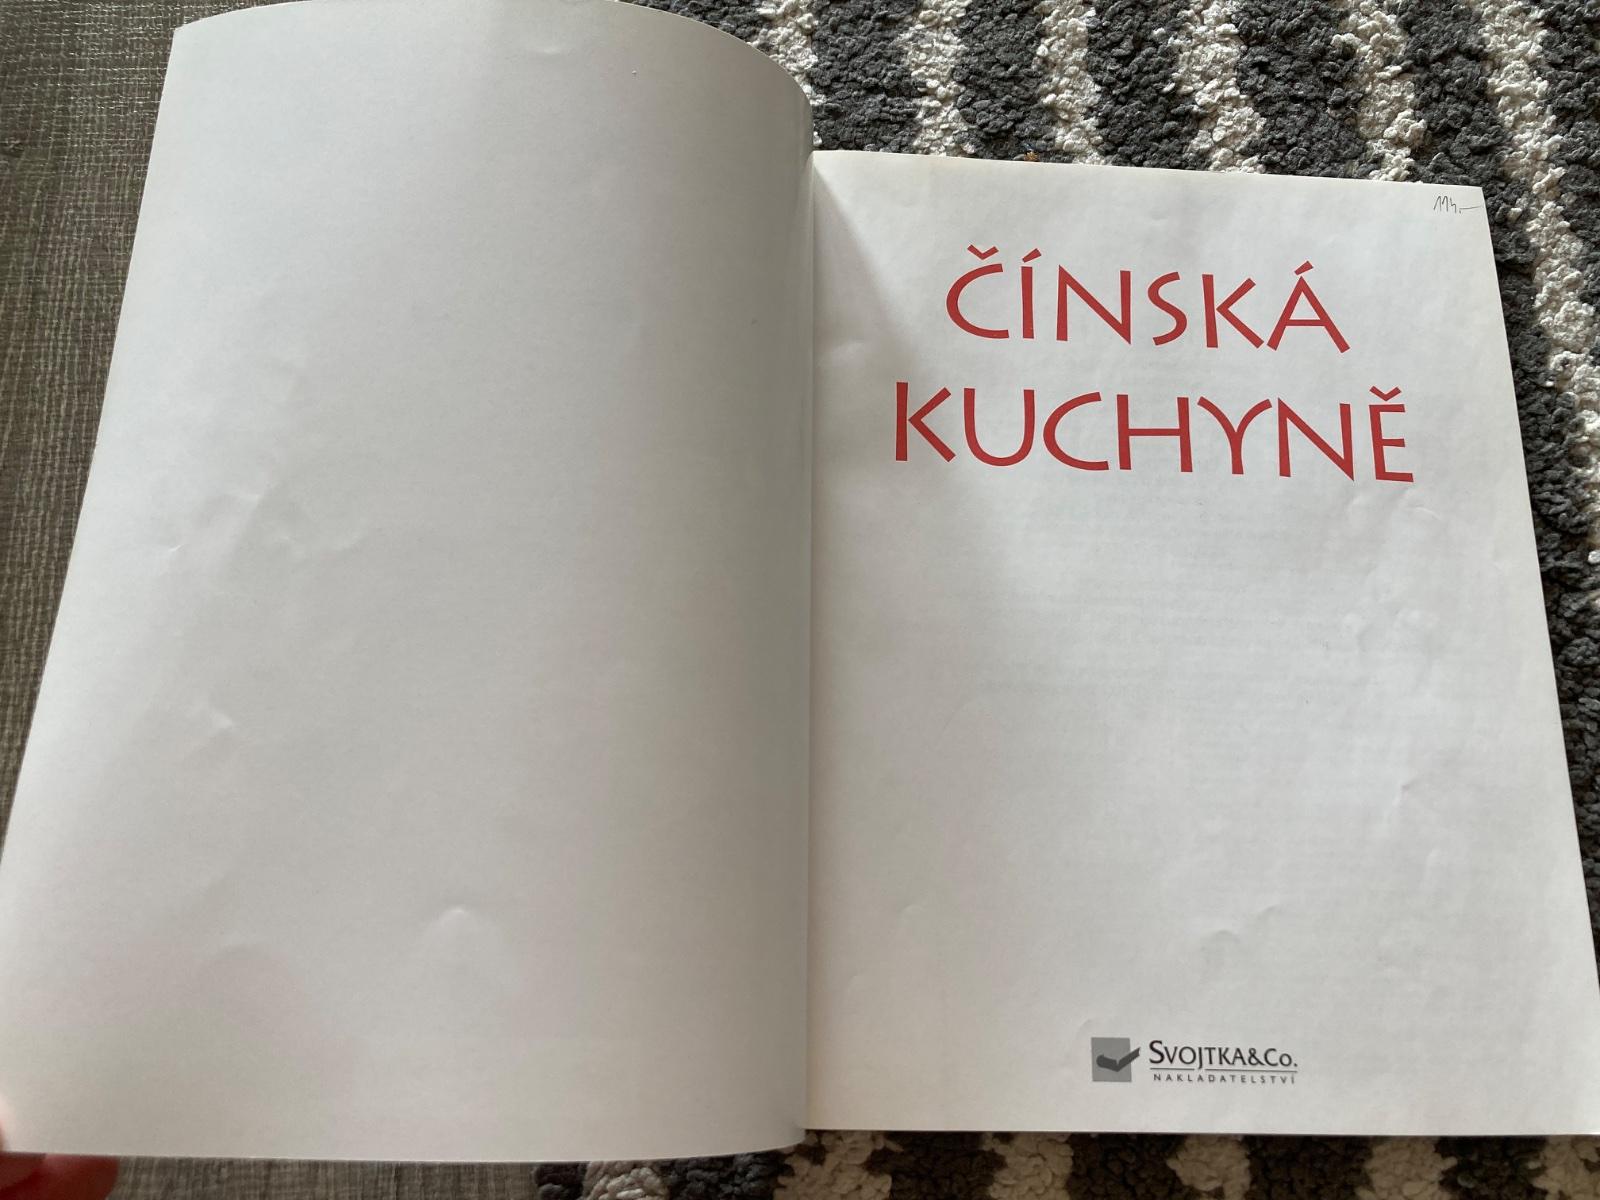 114,-
ČÍNSKÁ
KUCHYNĚ
SVOJTKA&CO.
NAKLADATELSTVÍ